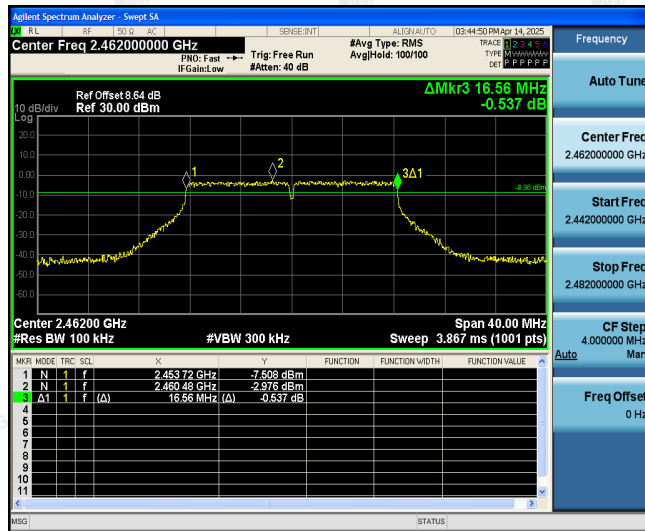 Agilent Spectrum Analyzer - Swept SA
RL RF 50 Ω AC SENSE:INT ALIGN AUTO 03:44:50 PM Apr 14, 2025
Center Freq 2.462000000 GHz #Avg Type: RMS TRACE 1 2 3 4 5 6
PNO: Fast Trig: Free Run Avg|Hold: 100/100 TYPE M WWWWW
IFGain:Low #Atten: 40 dB DET P P P P P P
ΔMkr3 16.56 MHz
Ref Offset 8.64 dB
10 dB/div Ref 30.00 dBm -0.537 dB
Log
20.0
10.0
0.00
-10.0
-20.0
-30.0
-40.0
-50.0
-60.0
1
2
3Δ1
-8.98 dBm
Center 2.46200 GHz Span 40.00 MHz
#Res BW 100 kHz #VBW 300 kHz Sweep 3.867 ms (1001 pts)
MKR MODE TRC SCL X Y FUNCTION FUNCTION WIDTH FUNCTION VALUE
1 N 1 f 2.453 72 GHz -7.508 dBm
2 N 1 f 2.460 48 GHz -2.976 dBm
3 Δ1 1 f (Δ) 16.56 MHz (Δ) -0.537 dB
4
5
6
7
8
9
10
11
MSG STATUS
Frequency
Auto Tune
Center Freq
2.462000000 GHz
Start Freq
2.442000000 GHz
Stop Freq
2.482000000 GHz
CF Step
4.000000 MHz
Auto Man
Freq Offset
0 Hz